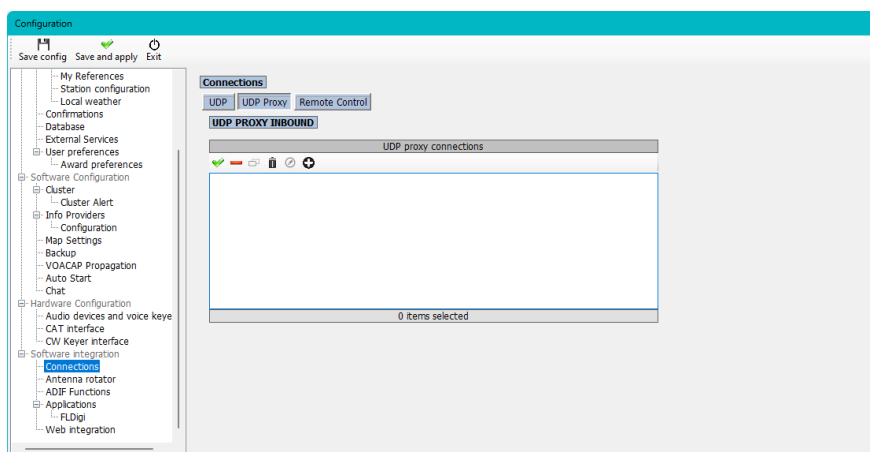 Configuration
Save config Save and apply Exit
My References
Station configuration
Local weather
Confirmations
Database
External Services
User preferences
Award preferences
Software Configuration
Cluster
Cluster Alert
Info Providers
Configuration
Map Settings
Backup
VOACAP Propagation
Auto Start
Chat
Hardware Configuration
Audio devices and voice keye
CAT interface
CW Keyer interface
Software integration
Connections
Antenna rotator
ADIF Functions
Applications
FLDigi
Web integration
Connections
UDP UDP Proxy Remote Control
UDP PROXY INBOUND
UDP proxy connections
0 items selected